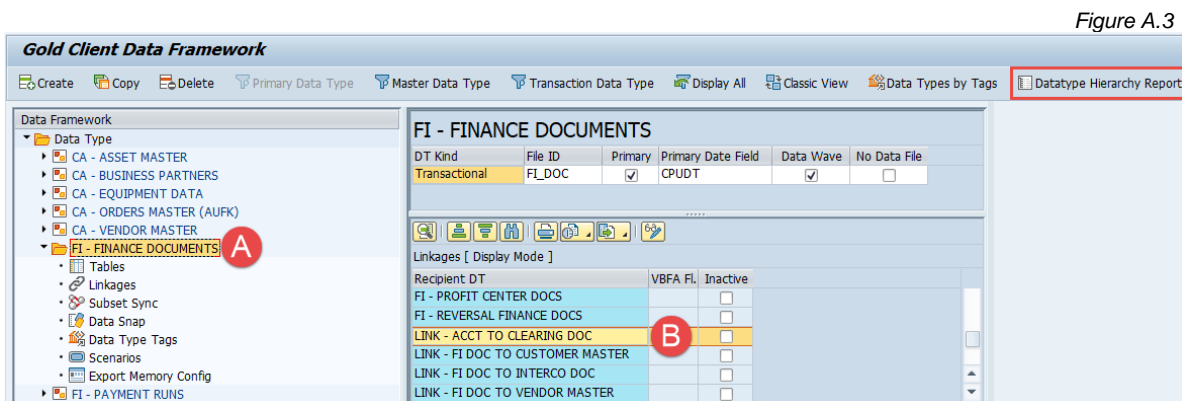 Figure A.3
Gold Client Data Framework
Create Copy Delete Primary Data Type Master Data Type Transaction Data Type Display All Classic View Data Types by Tags Datatype Hierarchy Report
Data Framework
Data Type
CA - ASSET MASTER
CA - BUSINESS PARTNERS
CA - EQUIPMENT DATA
CA - ORDERS MASTER (AUFK)
CA - VENDOR MASTER
FI - FINANCE DOCUMENTS A
Tables
Linkages
Subset Sync
Data Snap
Data Type Tags
Scenarios
Export Memory Config
FI - PAYMENT RUNS
FI - FINANCE DOCUMENTS
DT Kind File ID Primary Primary Date Field Data Wave No Data File
Transactional FI_DOC CPUDT
Linkages [ Display Mode ]
Recipient DT VBFA Fl. Inactive
FI - PROFIT CENTER DOCS
FI - REVERSAL FINANCE DOCS
LINK - ACCT TO CLEARING DOC B
LINK - FI DOC TO CUSTOMER MASTER
LINK - FI DOC TO INTERCO DOC
LINK - FI DOC TO VENDOR MASTER